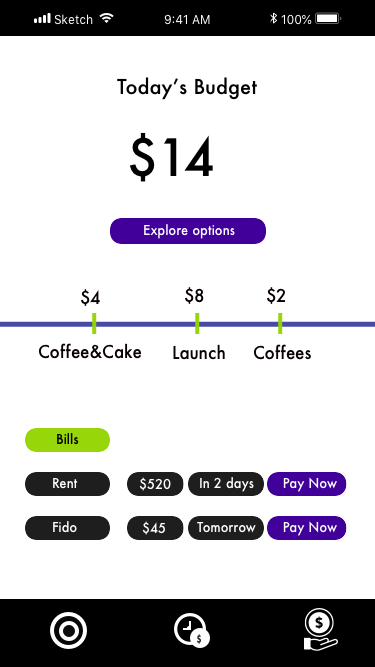 Sketch 9:41 AM 100%
Today's Budget
$14
Explore options
$4 $8 $2
Coffee&Cake Launch Coffees
Bills
Rent $520 In 2 days Pay Now
Fido $45 Tomorrow Pay Now
$ $